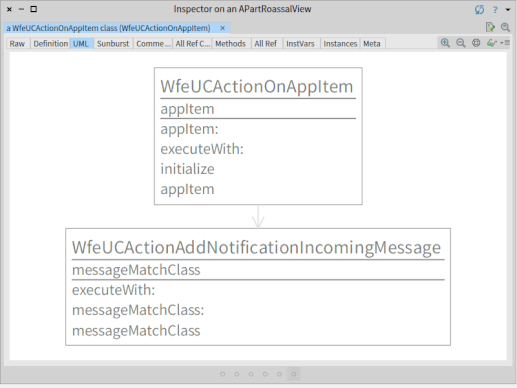 Inspector on an APartRoassalView
a WfeUCActionOnAppItem class (WfeUCActionOnAppItem)
Raw Definition UML Sunburst Comme ... All Ref C... Methods All Ref InstVars Instances Meta
WfeUCActionOnAppItem
appItem
appItem:
executeWith:
initialize
appItem
WfeUCActionAddNotificationIncomingMessage
messageMatchClass
executeWith:
messageMatchClass:
messageMatchClass